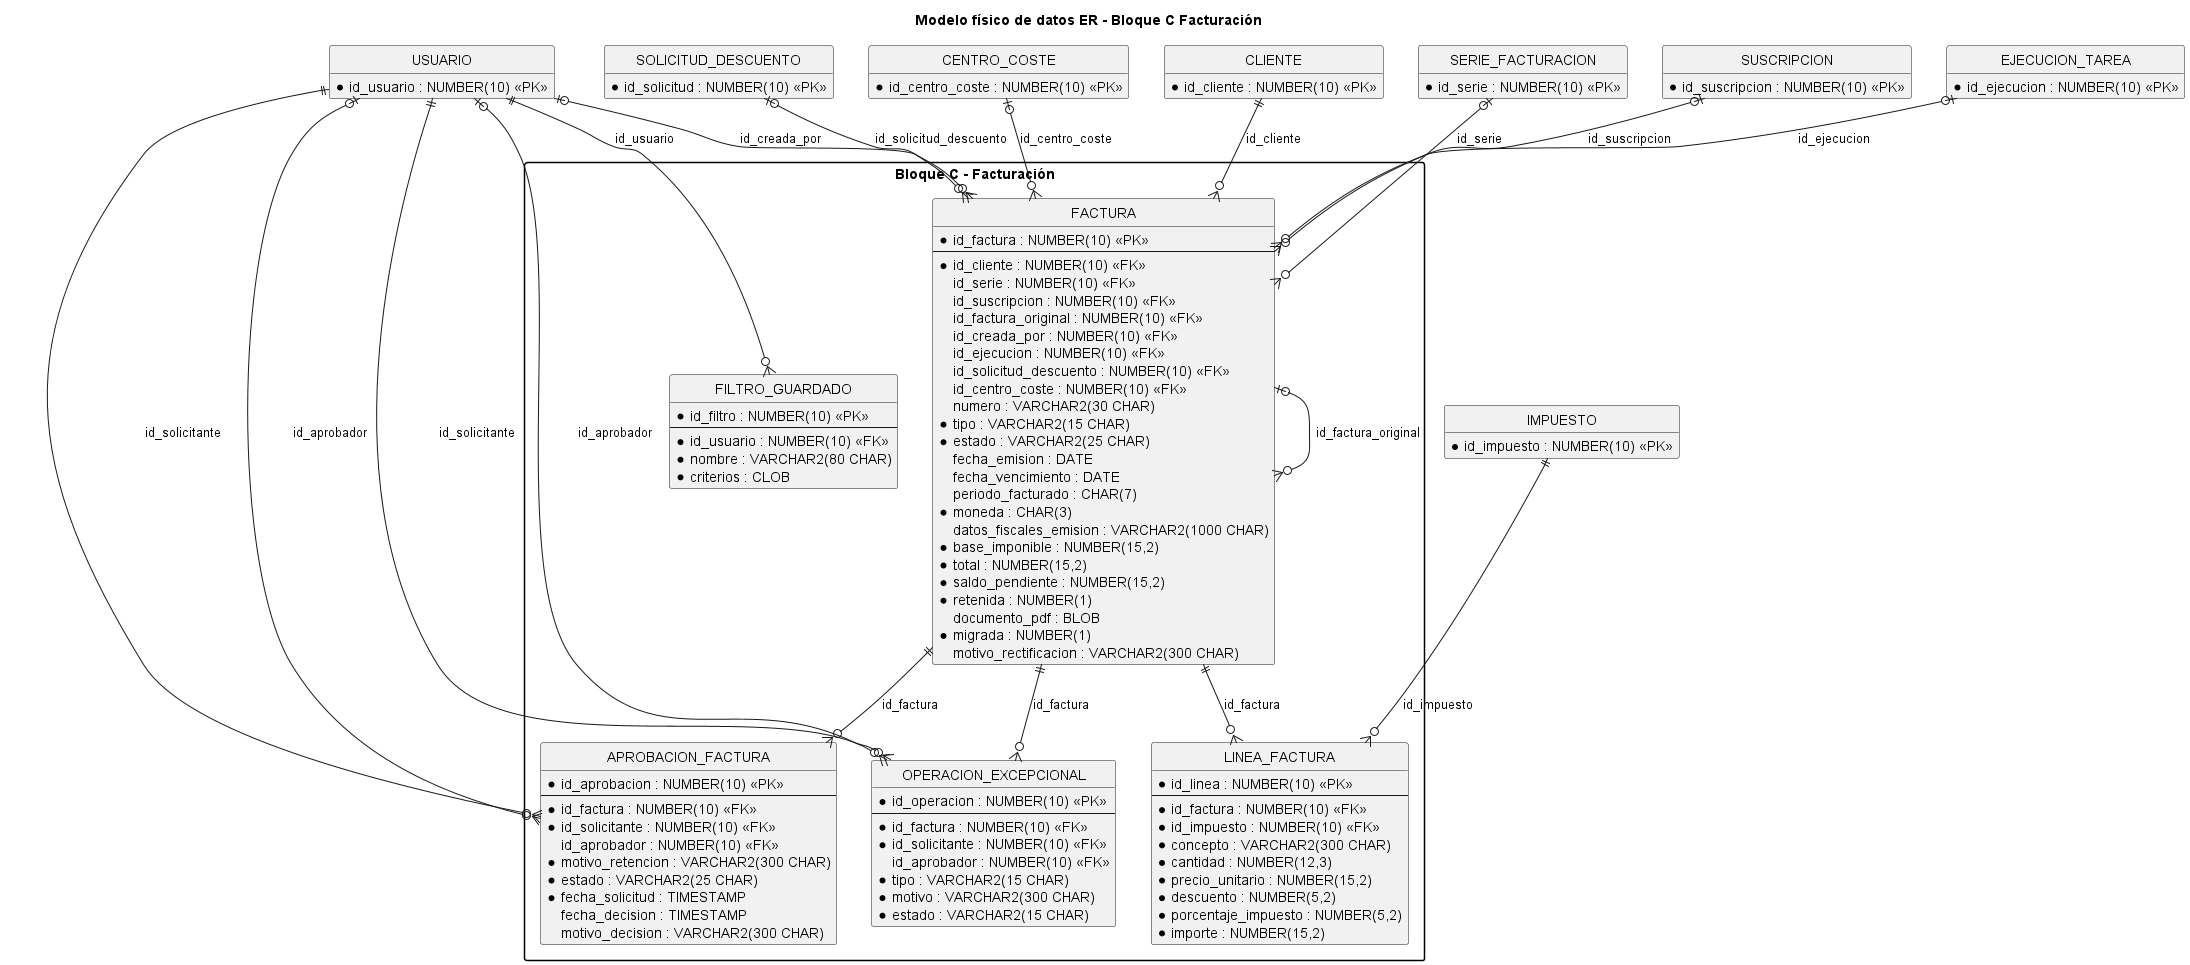 Modelo físico de datos ER - Bloque C Facturación
USUARIO
id_usuario : NUMBER(10) «PK»
SOLICITUD_DESCUENTO
id_solicitud : NUMBER(10) «PK»
CENTRO_COSTE
id_centro_coste : NUMBER(10) «PK»
CLIENTE
id_cliente : NUMBER(10) «PK»
SERIE_FACTURACION
id_serie : NUMBER(10) «PK»
SUSCRIPCION
id_suscripcion : NUMBER(10) «PK»
EJECUCION_TAREA
id_ejecucion : NUMBER(10) «PK»
id_usuario
id_creada_por
id_solicitud_descuento
id_centro_coste
id_cliente
id_serie
id_suscripcion
id_ejecucion
Bloque C - Facturación
FACTURA
id_factura : NUMBER(10) «PK»
id_cliente : NUMBER(10) «FK»
id_serie : NUMBER(10) «FK»
id_suscripcion : NUMBER(10) «FK»
id_factura_original : NUMBER(10) «FK»
id_creada_por : NUMBER(10) «FK»
id_ejecucion : NUMBER(10) «FK»
id_solicitud_descuento : NUMBER(10) «FK»
id_centro_coste : NUMBER(10) «FK»
numero : VARCHAR2(30 CHAR)
tipo : VARCHAR2(15 CHAR)
estado : VARCHAR2(25 CHAR)
fecha_emision : DATE
fecha_vencimiento : DATE
periodo_facturado : CHAR(7)
moneda : CHAR(3)
datos_fiscales_emision : VARCHAR2(1000 CHAR)
base_imponible : NUMBER(15,2)
total : NUMBER(15,2)
saldo_pendiente : NUMBER(15,2)
retenida : NUMBER(1)
documento_pdf : BLOB
migrada : NUMBER(1)
motivo_rectificacion : VARCHAR2(300 CHAR)
FILTRO_GUARDADO
id_filtro : NUMBER(10) «PK»
id_usuario : NUMBER(10) «FK»
nombre : VARCHAR2(80 CHAR)
criterios : CLOB
IMPUESTO
id_impuesto : NUMBER(10) «PK»
id_solicitante
id_aprobador
id_solicitante
id_aprobador
id_factura_original
id_factura
id_factura
id_factura
id_impuesto
APROBACION_FACTURA
id_aprobacion : NUMBER(10) «PK»
id_factura : NUMBER(10) «FK»
id_solicitante : NUMBER(10) «FK»
id_aprobador : NUMBER(10) «FK»
motivo_retencion : VARCHAR2(300 CHAR)
estado : VARCHAR2(25 CHAR)
fecha_solicitud : TIMESTAMP
fecha_decision : TIMESTAMP
motivo_decision : VARCHAR2(300 CHAR)
OPERACION_EXCEPCIONAL
id_operacion : NUMBER(10) «PK»
id_factura : NUMBER(10) «FK»
id_solicitante : NUMBER(10) «FK»
id_aprobador : NUMBER(10) «FK»
tipo : VARCHAR2(15 CHAR)
motivo : VARCHAR2(300 CHAR)
estado : VARCHAR2(15 CHAR)
LINEA_FACTURA
id_linea : NUMBER(10) «PK»
id_factura : NUMBER(10) «FK»
id_impuesto : NUMBER(10) «FK»
concepto : VARCHAR2(300 CHAR)
cantidad : NUMBER(12,3)
precio_unitario : NUMBER(15,2)
descuento : NUMBER(5,2)
porcentaje_impuesto : NUMBER(5,2)
importe : NUMBER(15,2)